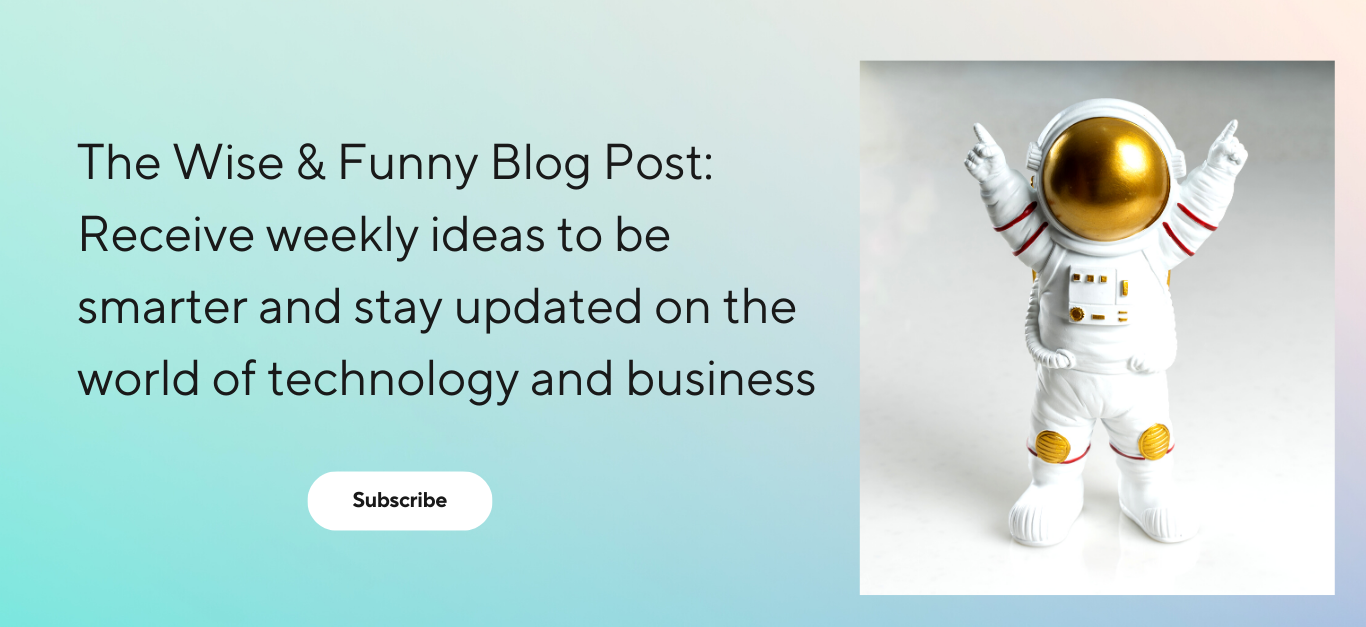 The Wise & Funny Blog Post:
Receive weekly ideas to be
smarter and stay updated on the
world of technology and business
Subscribe